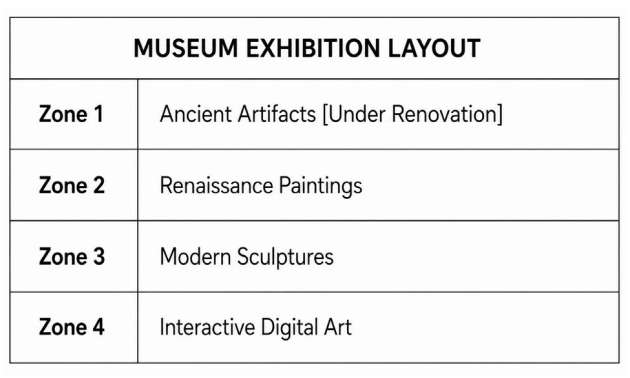 MUSEUM EXHIBITION LAYOUT
Zone 1 Ancient Artifacts [Under Renovation]
Zone 2 Renaissance Paintings
Zone 3 Modern Sculptures
Zone 4 Interactive Digital Art